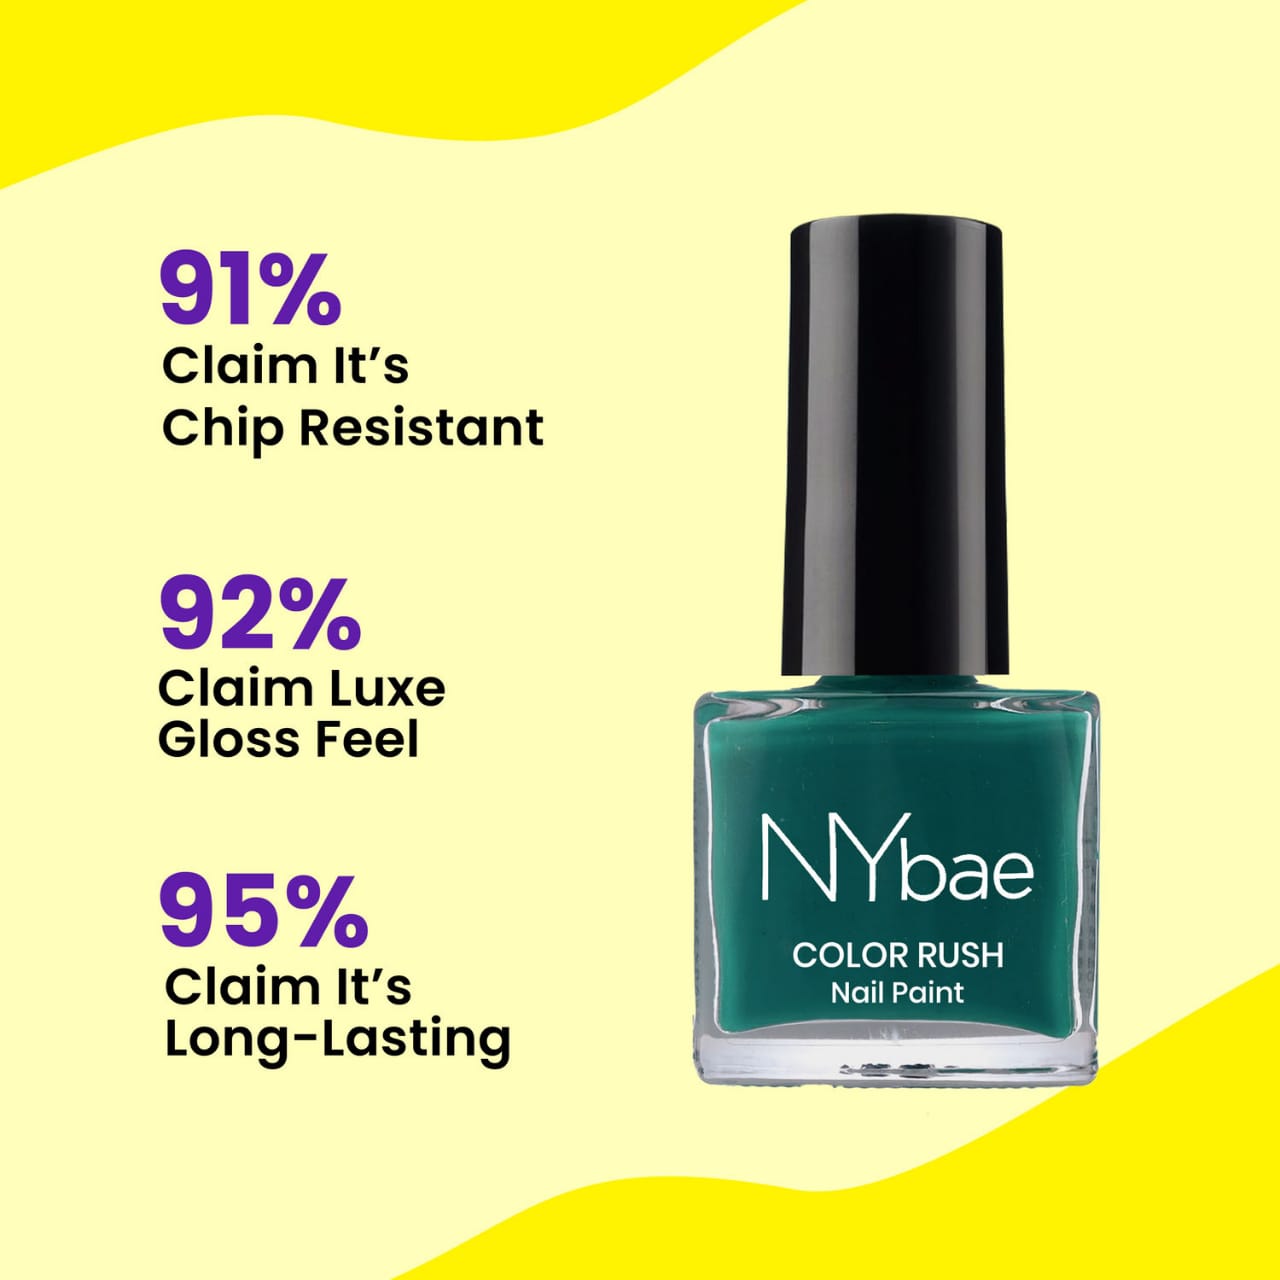 91%
Claim It’s
Chip Resistant
92%
Claim Luxe
Gloss Feel
95%
Claim It’s
Long-Lasting
NYbae
COLOR RUSH
Nail Paint